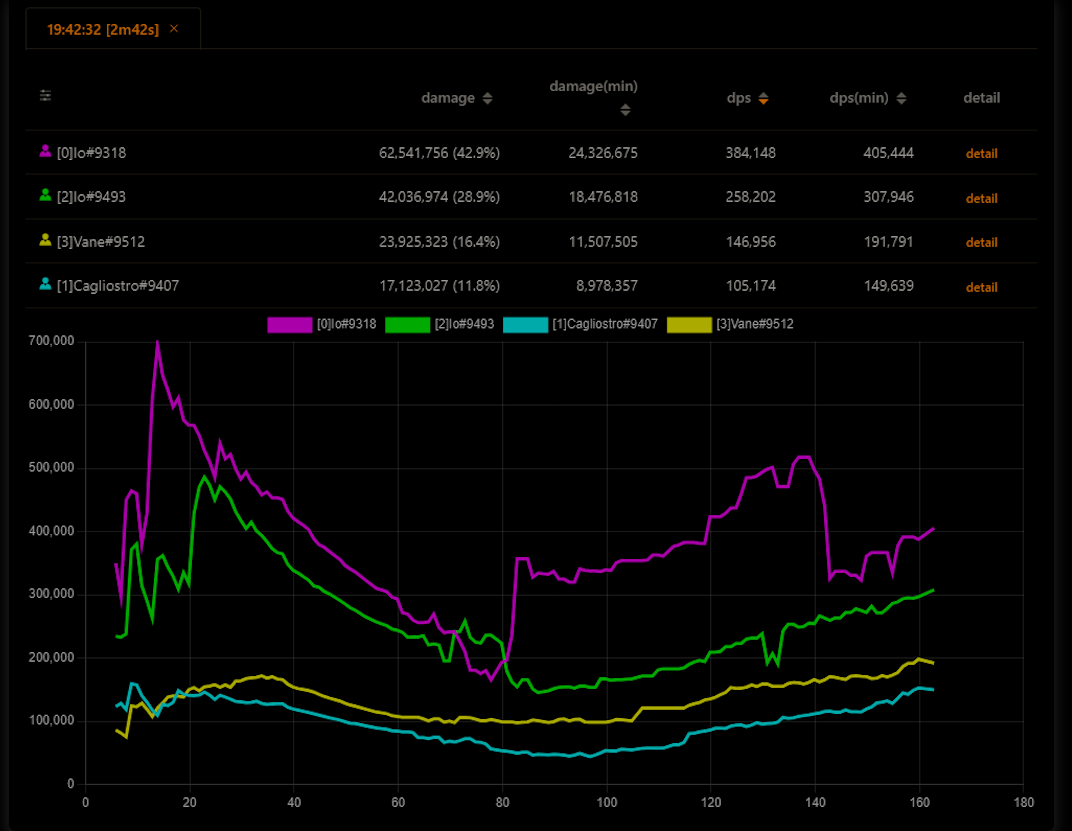 19:42:32 [2m42s] ×
damage damage(min) dps dps(min) detail
[0]Io#9318 62,541,756 (42.9%) 24,326,675 384,148 405,444 detail
[2]Io#9493 42,036,974 (28.9%) 18,476,818 258,202 307,946 detail
[3]Vane#9512 23,925,323 (16.4%) 11,507,505 146,956 191,791 detail
[1]Cagliostro#9407 17,123,027 (11.8%) 8,978,357 105,174 149,639 detail
[0]Io#9318 [2]Io#9493 [1]Cagliostro#9407 [3]Vane#9512
700,000
600,000
500,000
400,000
300,000
200,000
100,000
0
0 20 40 60 80 100 120 140 160 180